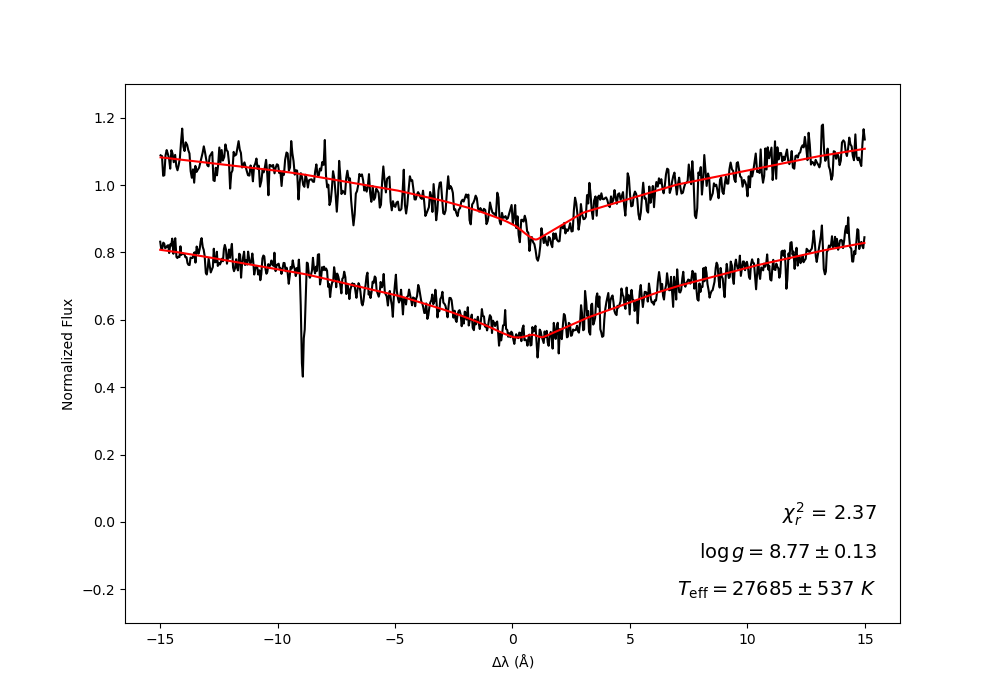 1.2
1.0
0.8
0.6
0.4
0.2
0.0
−0.2
Normalized Flux
χ²ᵣ = 2.37
log g = 8.77 ± 0.13
T_eff = 27685 ± 537 K
−15 −10 −5 0 5 10 15
Δλ (Å)